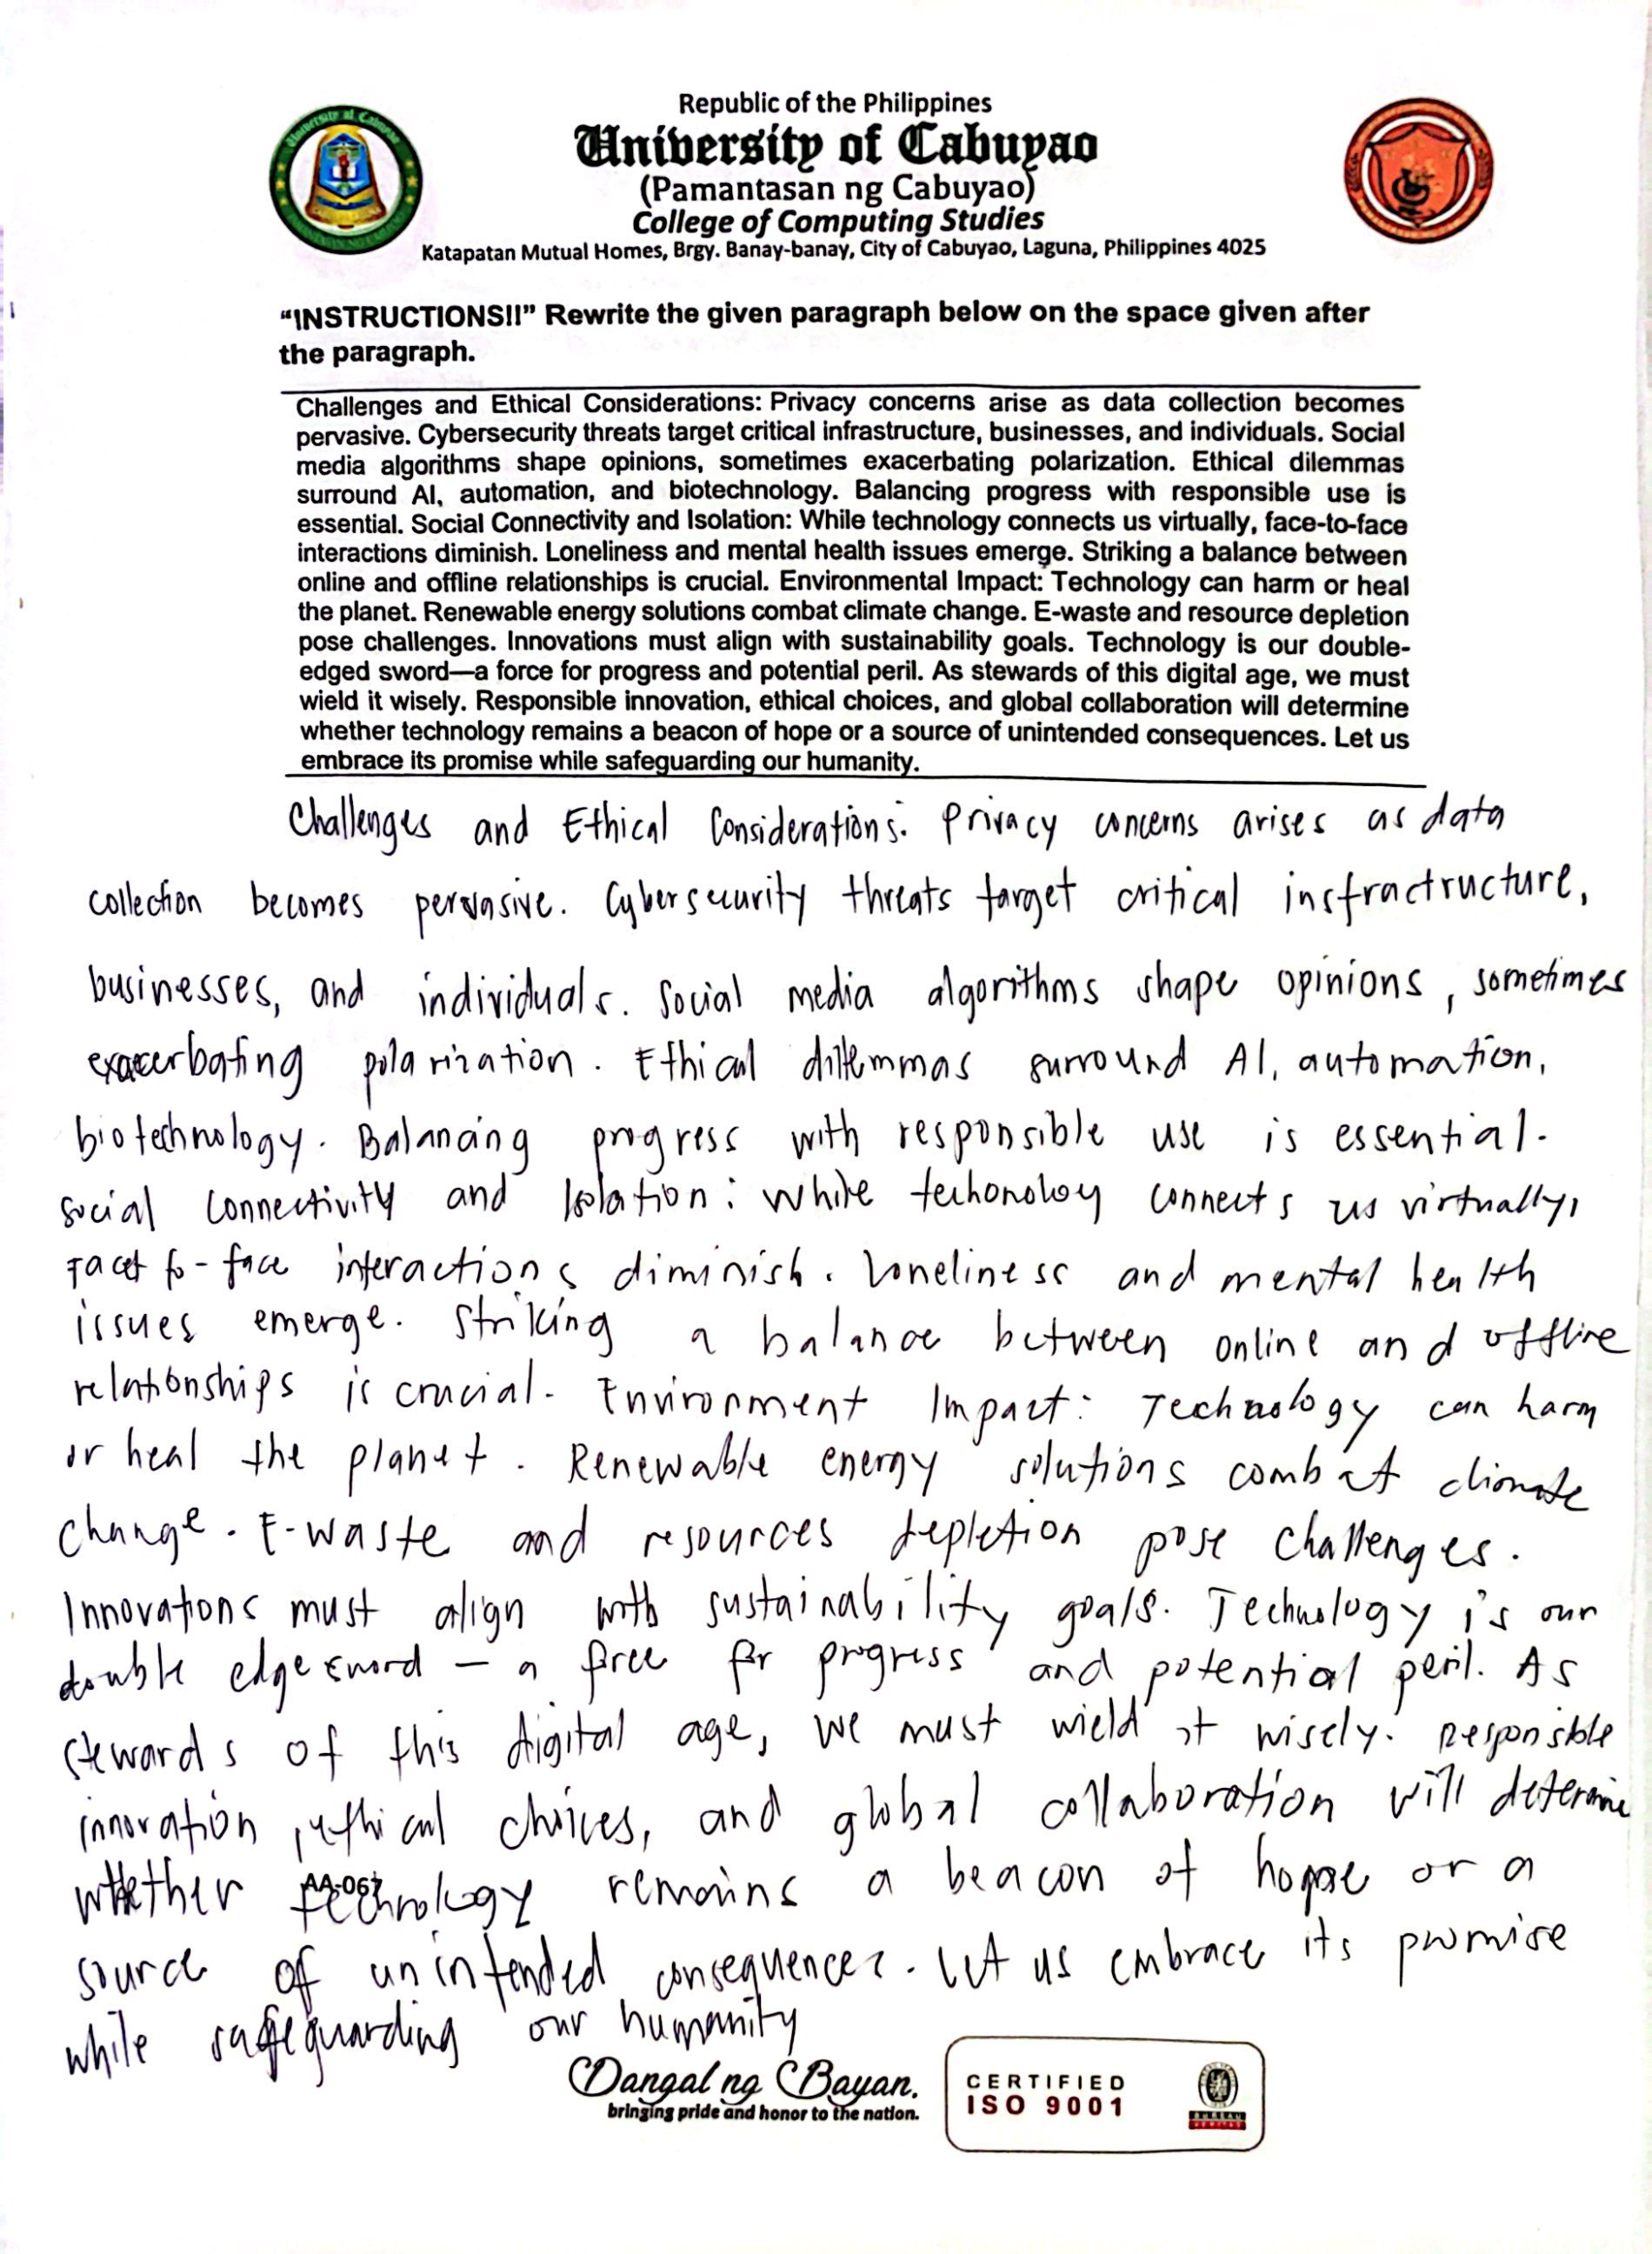 Republic of the Philippines
University of Cabuyao
(Pamantasan ng Cabuyao)
College of Computing Studies
Katapatan Mutual Homes, Brgy. Banay-banay, City of Cabuyao, Laguna, Philippines 4025
“INSTRUCTIONS!!” Rewrite the given paragraph below on the space given after
the paragraph.
Challenges and Ethical Considerations: Privacy concerns arise as data collection becomes
pervasive. Cybersecurity threats target critical infrastructure, businesses, and individuals. Social
media algorithms shape opinions, sometimes exacerbating polarization. Ethical dilemmas
surround AI, automation, and biotechnology. Balancing progress with responsible use is
essential. Social Connectivity and Isolation: While technology connects us virtually, face-to-face
interactions diminish. Loneliness and mental health issues emerge. Striking a balance between
online and offline relationships is crucial. Environmental Impact: Technology can harm or heal
the planet. Renewable energy solutions combat climate change. E-waste and resource depletion
pose challenges. Innovations must align with sustainability goals. Technology is our double-
edged sword—a force for progress and potential peril. As stewards of this digital age, we must
wield it wisely. Responsible innovation, ethical choices, and global collaboration will determine
whether technology remains a beacon of hope or a source of unintended consequences. Let us
embrace its promise while safeguarding our humanity.
Challenges and Ethical Considerations: Privacy concerns arises as data
collection becomes pervasive. Cybersecurity threats target critical insfractructure,
businesses, and individuals. Social media algorithms shape opinions, sometimes
exacerbating polarization. Ethical dillemmas surround AI, automation,
biotechnology. Balancing progress with responsible use is essential.
Social Connectivity and Isolation: While techonoloy connects us virtually,
Facet to-face interactions diminish. Loneliness and mental health
issues emerge. Striking a balance between online and offline
relationships is crucial. Environment Impact: Technology can harm
or heal the planet. Renewable energy solutions combat climate
change. E-waste and resources depletion pose challenges.
Innovations must align with sustainability goals. Technology is our
double edge sword - a force for progress and potential peril. As
stewards of this digital age, we must wield it wisely. Responsible
innovation, ethical choices, and global collaboration will determine
whether technology remains a beacon of hope or a
AA-067
source of unintended consequences. Let us embrace its promise
while safeguarding our humanity
Dangal ng Bayan.
bringing pride and honor to the nation.
CERTIFIED
ISO 9001
BUREAU
VERITAS